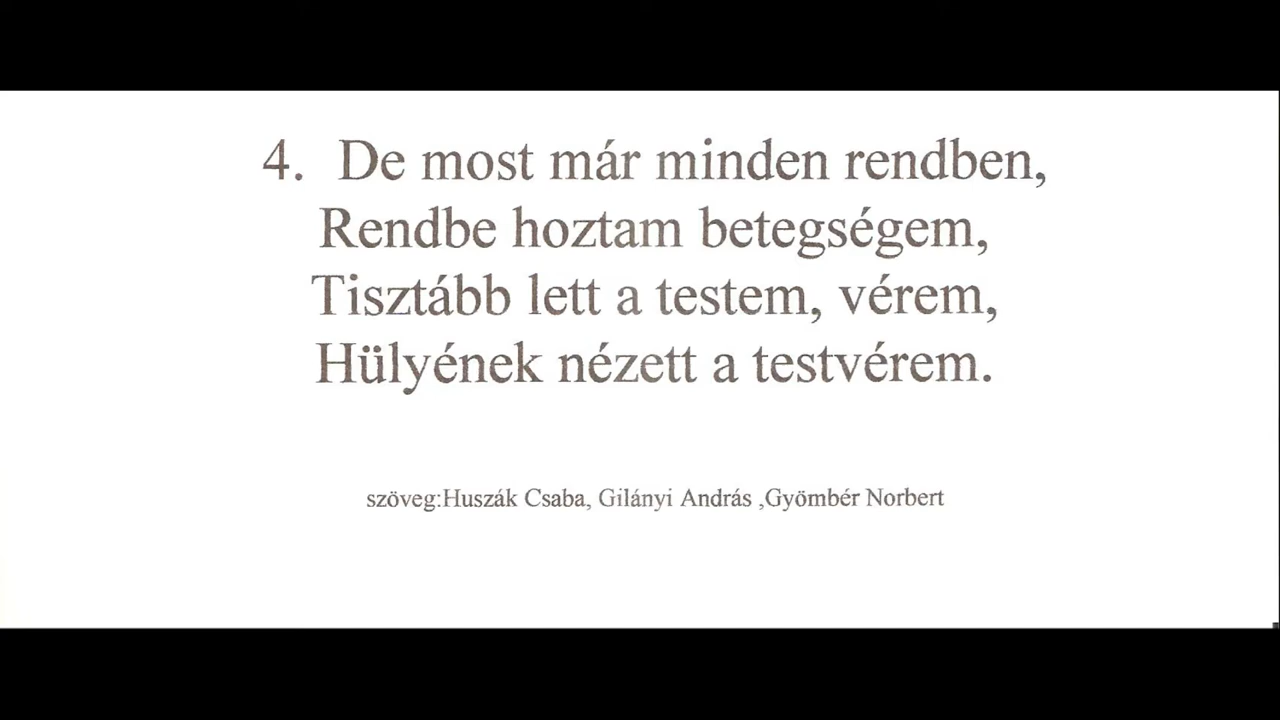 4. De most már minden rendben,
Rendbe hoztam betegségem,
Tisztább lett a testem, vérem,
Hülyének nézett a testvérem.
szöveg:Huszák Csaba, Gilányi András ,Gyömbér Norbert